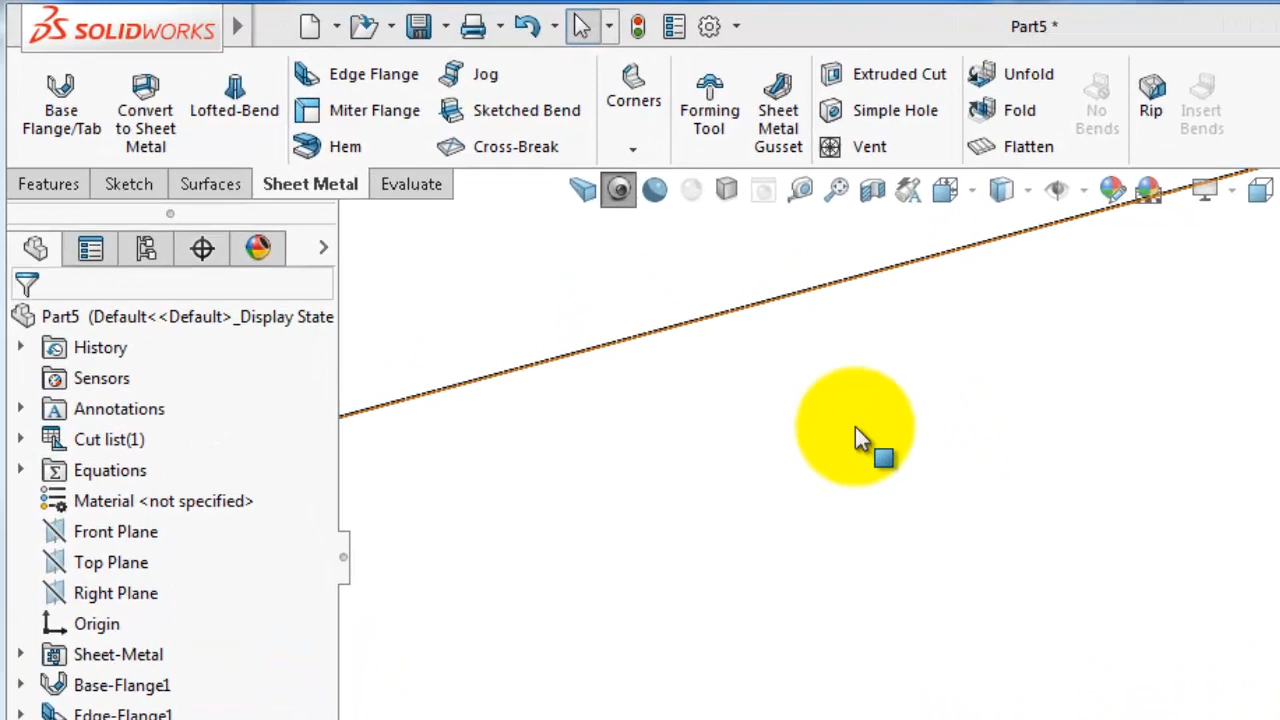 SOLIDWORKS
Part5 *
Base Flange/Tab
Convert to Sheet Metal
Lofted-Bend
Edge Flange
Miter Flange
Hem
Jog
Sketched Bend
Cross-Break
Corners
Forming Tool
Sheet Metal Gusset
Extruded Cut
Simple Hole
Vent
Unfold
Fold
Flatten
No Bends
Rip
Insert Bends
Features
Sketch
Surfaces
Sheet Metal
Evaluate
Part5 (Default<<Default>_Display State
History
Sensors
Annotations
Cut list(1)
Equations
Material <not specified>
Front Plane
Top Plane
Right Plane
Origin
Sheet-Metal
Base-Flange1
Edge-Flange1